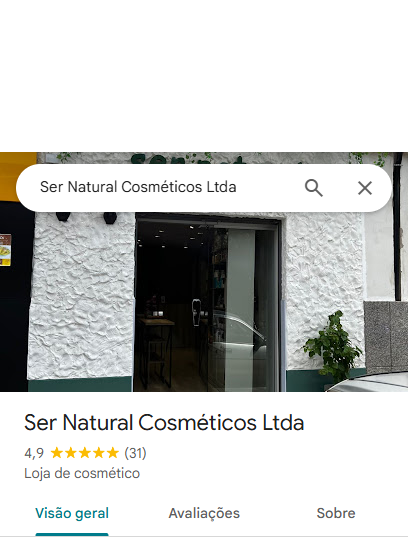 Ser Natural Cosméticos Ltda
Ser Natural Cosméticos Ltda
4,9 (31)
Loja de cosmético
Visão geral Avaliações Sobre